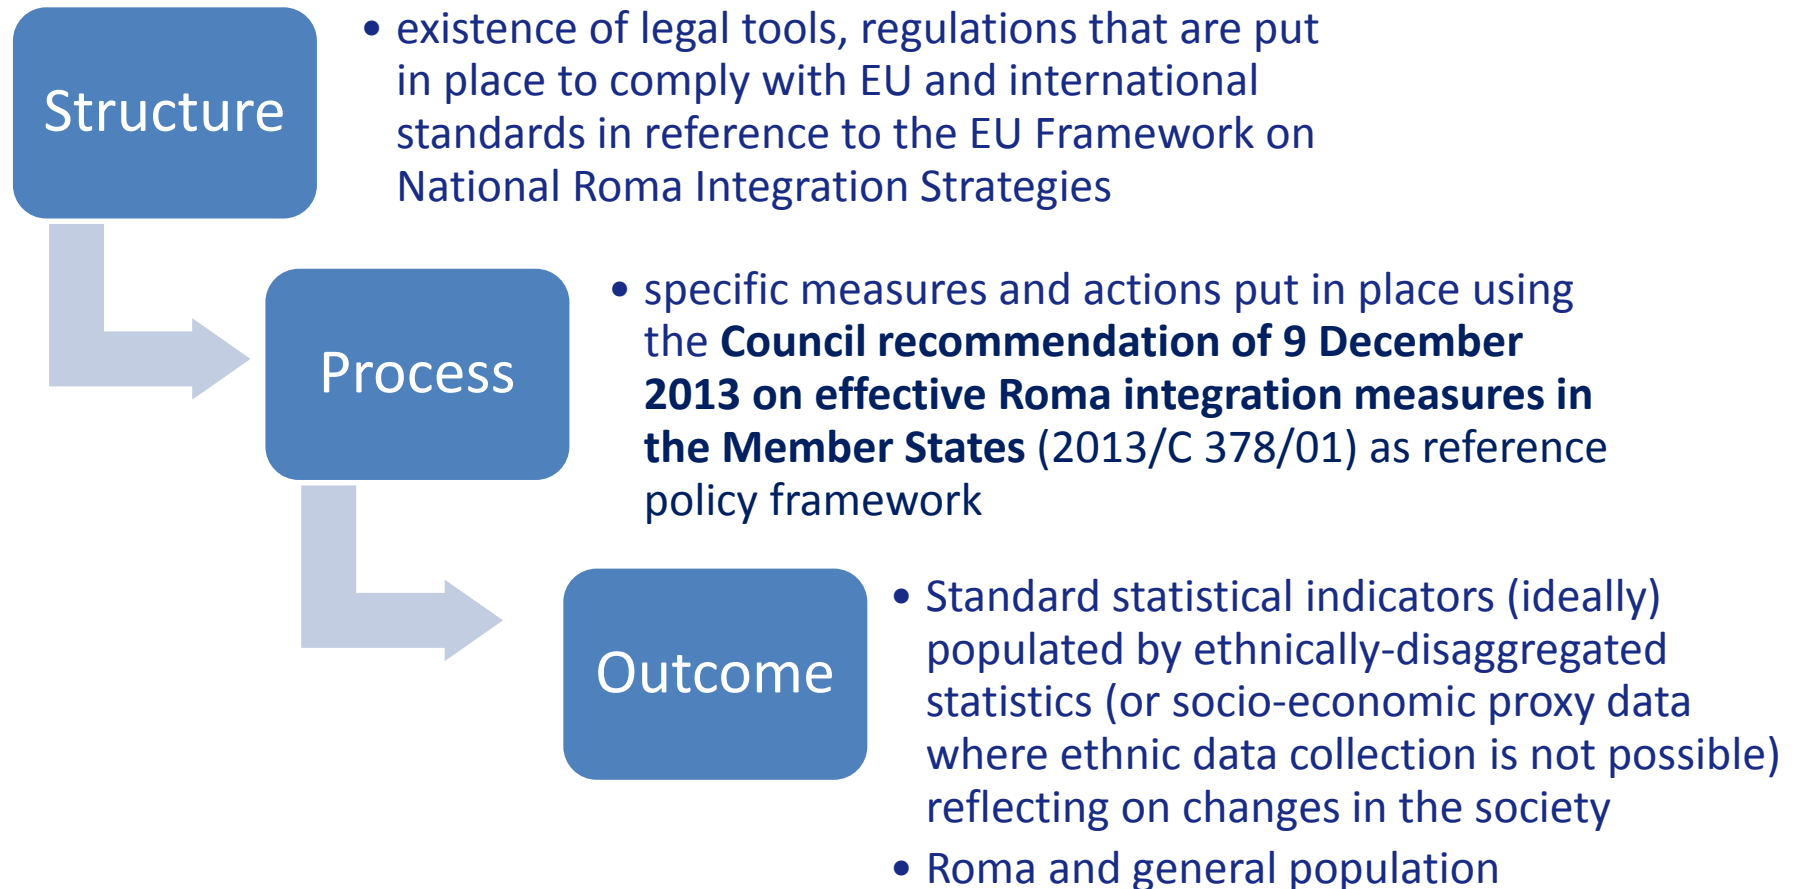 Structure
• existence of legal tools, regulations that are put
in place to comply with EU and international
standards in reference to the EU Framework on
National Roma Integration Strategies
Process
• specific measures and actions put in place using
the Council recommendation of 9 December
2013 on effective Roma integration measures in
the Member States (2013/C 378/01) as reference
policy framework
Outcome
• Standard statistical indicators (ideally)
populated by ethnically-disaggregated
statistics (or socio-economic proxy data
where ethnic data collection is not possible)
reflecting on changes in the society
• Roma and general population